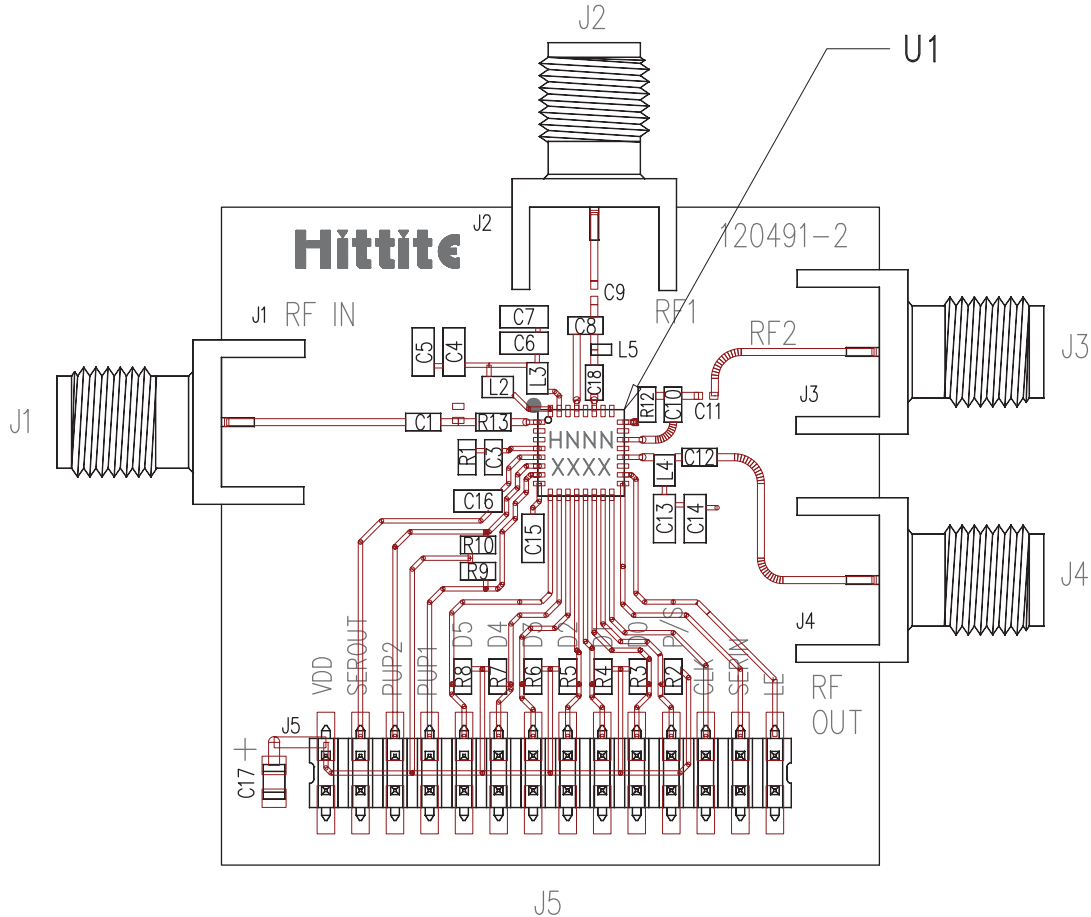 J2
U1
J2
Hittite
120491-2
C9
J1 RF IN
RF1
RF2
J3
C7
C8
C5
C4
C6
L5
L3
C18
L2
R12
C10
C11
J3
J1
C1
R13
HNNN
XXXX
R1
C3
L4
C12
C16
C15
C13
C14
R10
R9
J4
J4
VDD
SEROUT
PUP2
PUP1
D5
D4
D3
D2
D1
D0
P/S
CLK
SERIN
LE
R8
R7
R6
R5
R4
R3
R2
RF
OUT
J5
+
C17
J5